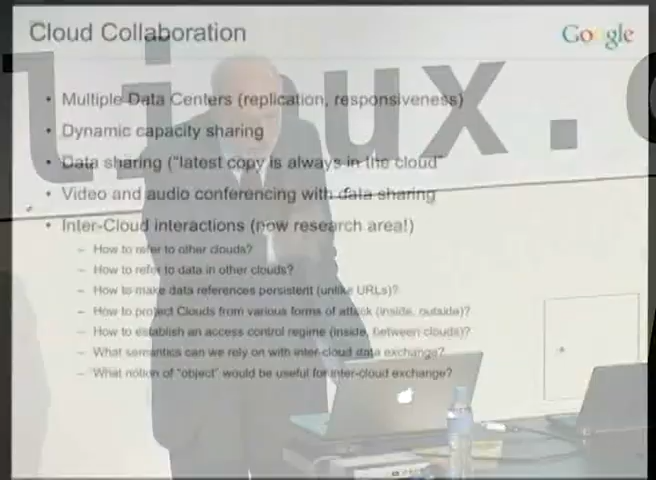 Cloud Collaboration
Google
linux.
• Multiple Data Centers (replication, responsiveness)
• Dynamic capacity sharing
• Data sharing ("latest copy is always in the cloud"
• Video and audio conferencing with data sharing
• Inter-Cloud interactions (now research area!)
– How to refer to other clouds?
– How to refer to data in other clouds?
– How to make data references persistent (unlike URLs)?
– How to project Clouds from various forms of attack (inside, outside)?
– How to establish an access control regime (inside, between clouds)?
– What semantics can we rely on with inter-cloud data exchange?
– What notion of "object" would be useful for inter-cloud exchange?